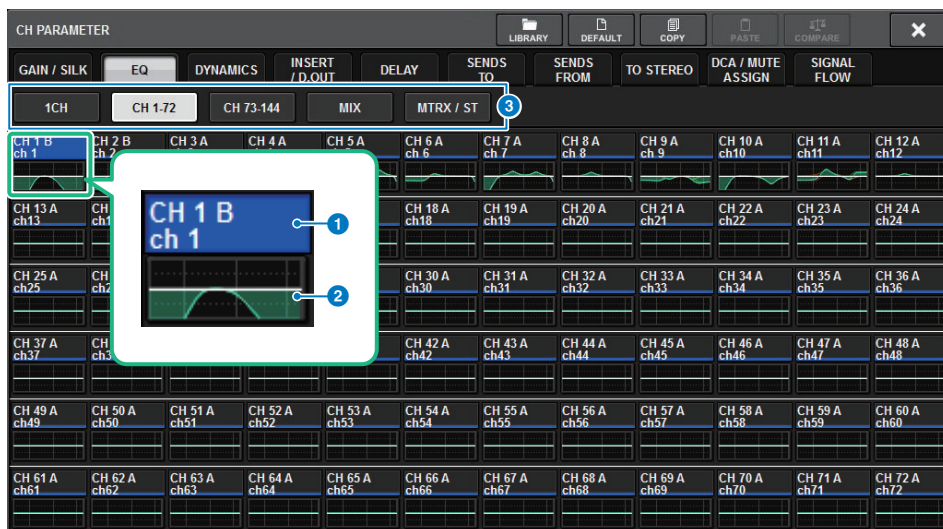 CH PARAMETER LIBRARY DEFAULT COPY PASTE COMPARE
GAIN / SILK EQ DYNAMICS INSERT / D.OUT DELAY SENDS TO SENDS FROM TO STEREO DCA / MUTE ASSIGN SIGNAL FLOW
1CH CH 1-72 CH 73-144 MIX MTRX / ST 3
CH 1 B CH 2 B CH 3 A CH 4 A CH 5 A CH 6 A CH 7 A CH 8 A CH 9 A CH 10 A CH 11 A CH 12 A
ch 1 ch 2 ch 6 ch 7 ch 8 ch 9 ch10 ch11 ch12
CH 1 B
ch 1
1
2
CH 13 A CH 18 A CH 19 A CH 20 A CH 21 A CH 22 A CH 23 A CH 24 A
ch13 ch18 ch19 ch20 ch21 ch22 ch23 ch24
CH 25 A CH 30 A CH 31 A CH 32 A CH 33 A CH 34 A CH 35 A CH 36 A
ch25 ch30 ch31 ch32 ch33 ch34 ch35 ch36
CH 37 A CH 42 A CH 43 A CH 44 A CH 45 A CH 46 A CH 47 A CH 48 A
ch37 ch42 ch43 ch44 ch45 ch46 ch47 ch48
CH 49 A CH 50 A CH 51 A CH 52 A CH 53 A CH 54 A CH 55 A CH 56 A CH 57 A CH 58 A CH 59 A CH 60 A
ch49 ch50 ch51 ch52 ch53 ch54 ch55 ch56 ch57 ch58 ch59 ch60
CH 61 A CH 62 A CH 63 A CH 64 A CH 65 A CH 66 A CH 67 A CH 68 A CH 69 A CH 70 A CH 71 A CH 72 A
ch61 ch62 ch63 ch64 ch65 ch66 ch67 ch68 ch69 ch70 ch71 ch72